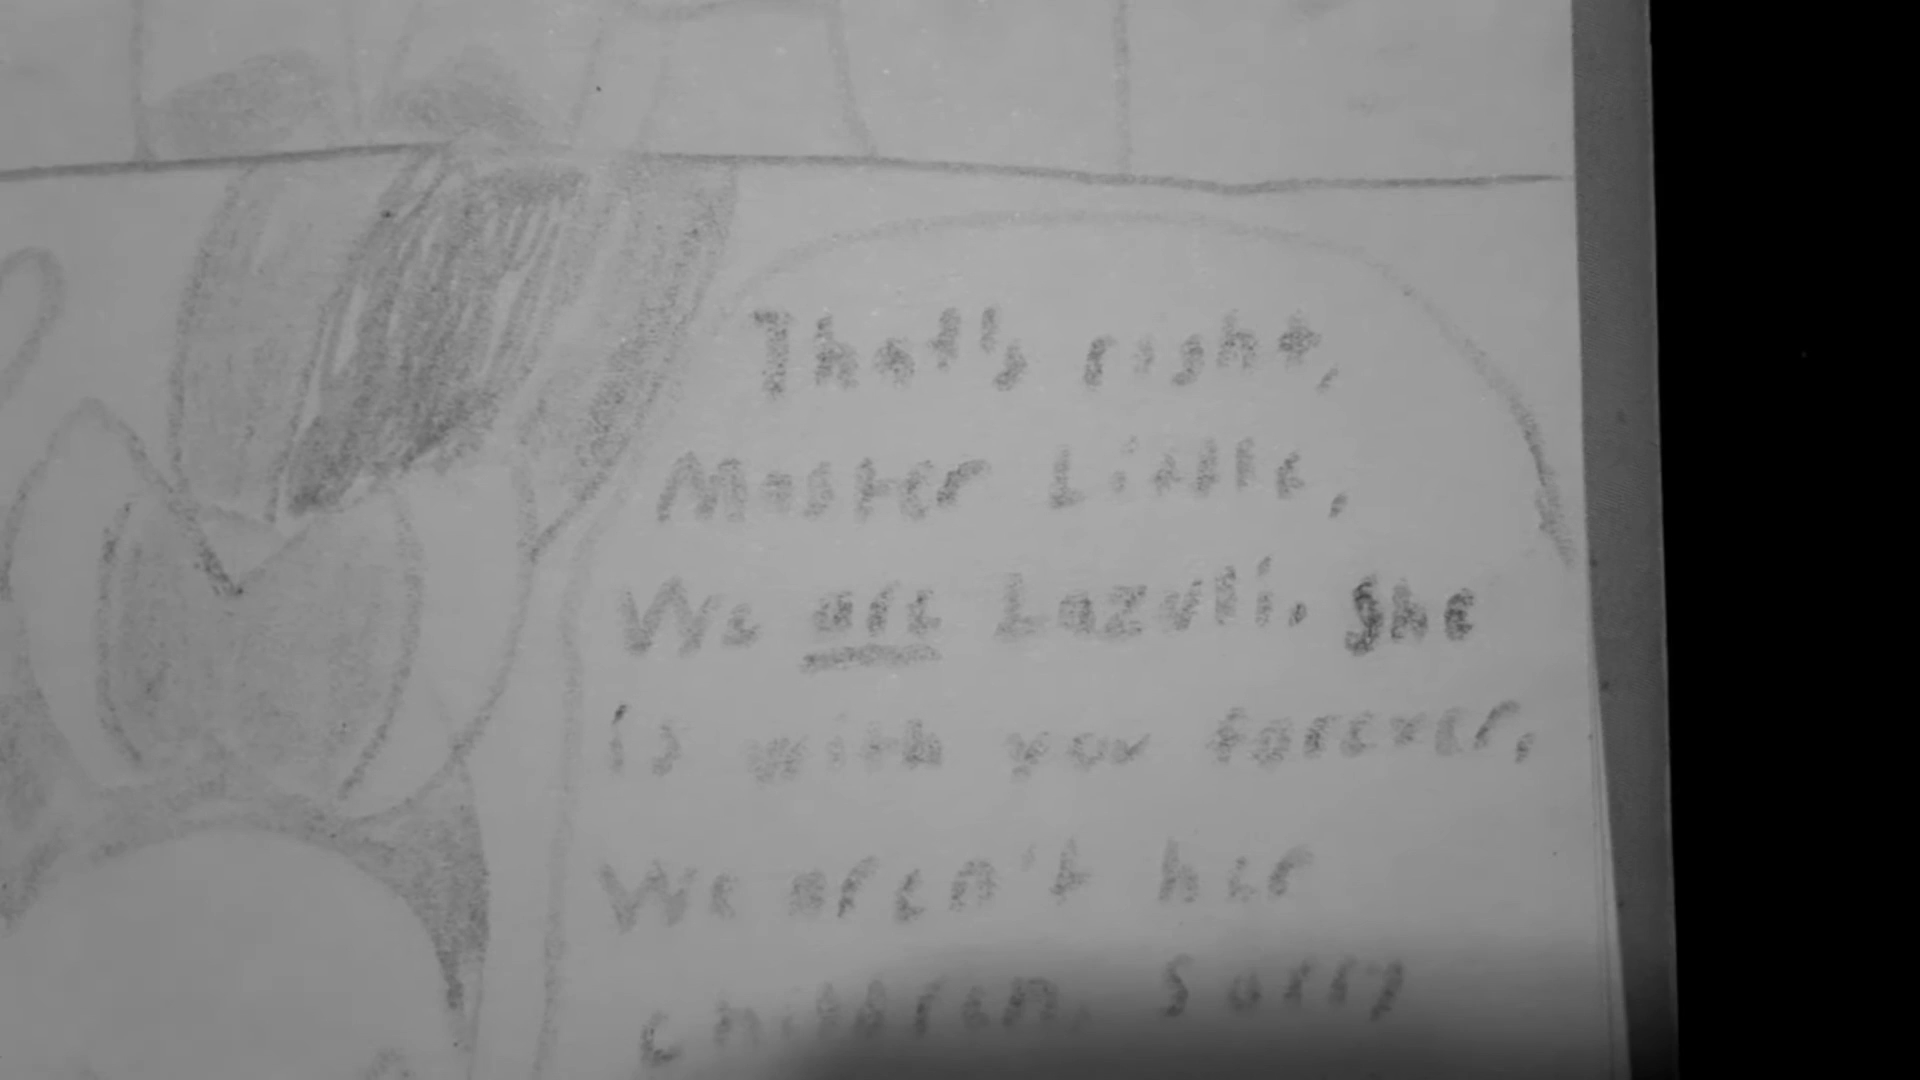 That's right,
Master Little,
We are Lazuli. She
is with you forever,
We aren't her
children. Sorry